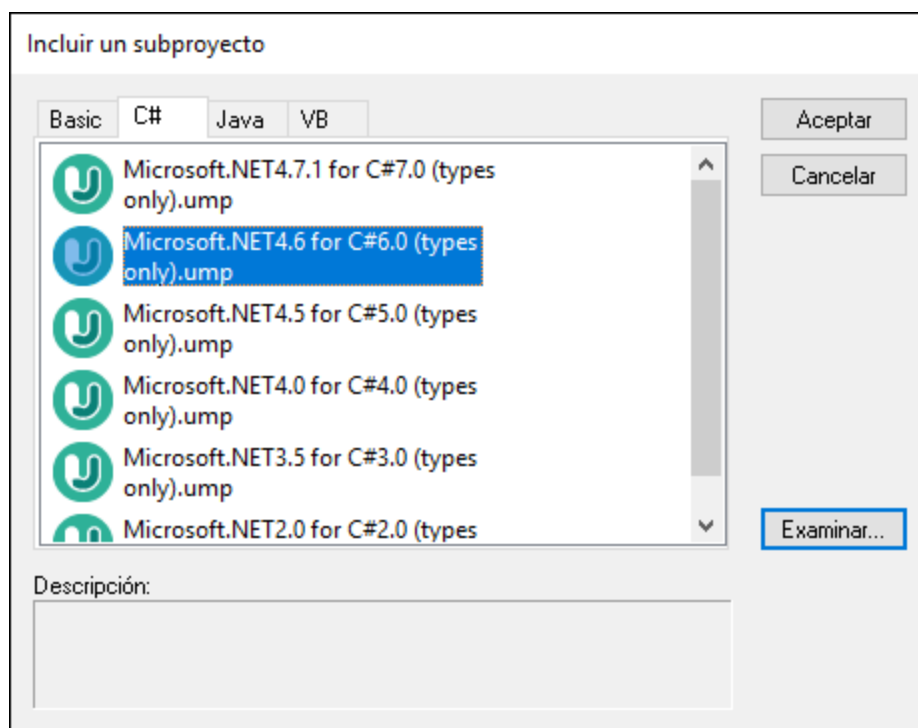 Incluir un subproyecto
Basic C# Java VB
Microsoft.NET4.7.1 for C#7.0 (types
only).ump
Microsoft.NET4.6 for C#6.0 (types
only).ump
Microsoft.NET4.5 for C#5.0 (types
only).ump
Microsoft.NET4.0 for C#4.0 (types
only).ump
Microsoft.NET3.5 for C#3.0 (types
only).ump
Microsoft.NET2.0 for C#2.0 (types
Aceptar
Cancelar
Examinar...
Descripción: